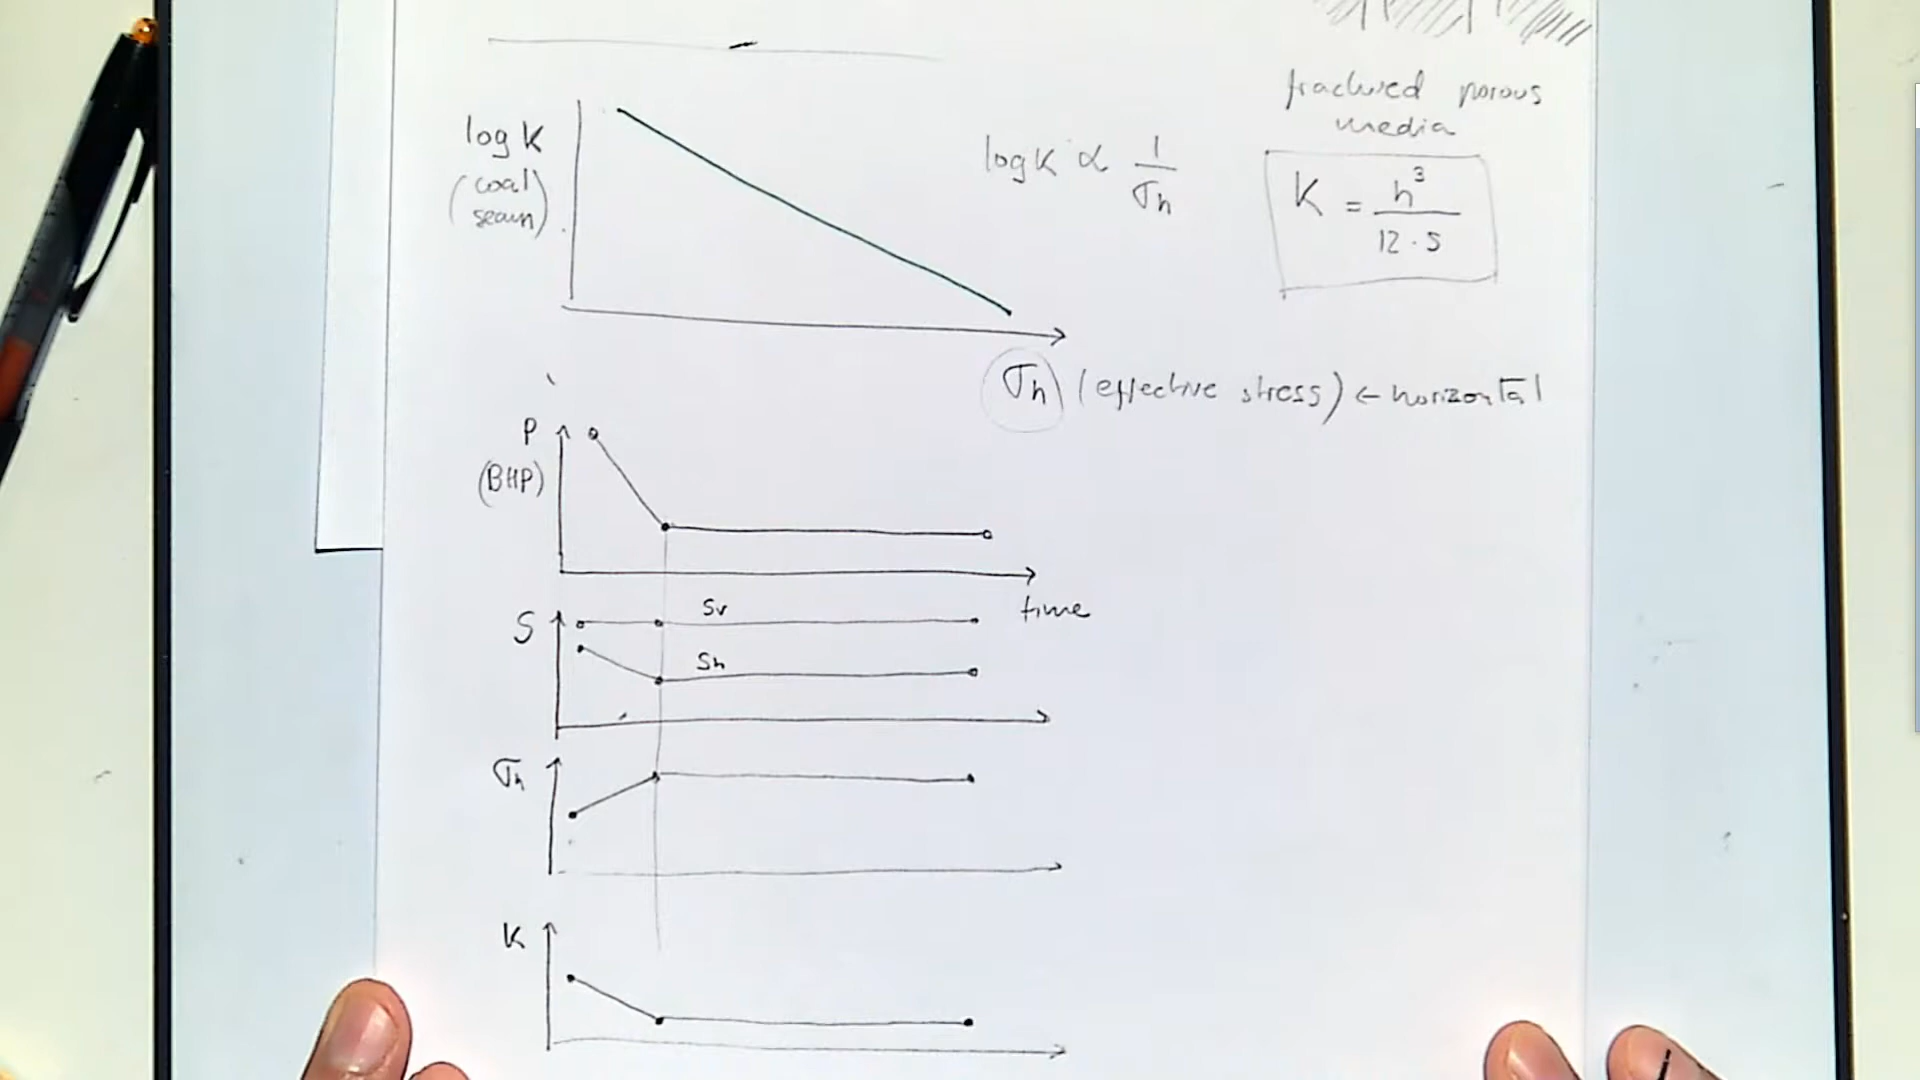 fractured porous
media
log K
(coal
seam)
log K ∝ 1/σh
K = h³/12·s
σh (effective stress) ← horizontal
P
(BHP)
time
S
Sv
Sh
σh
K